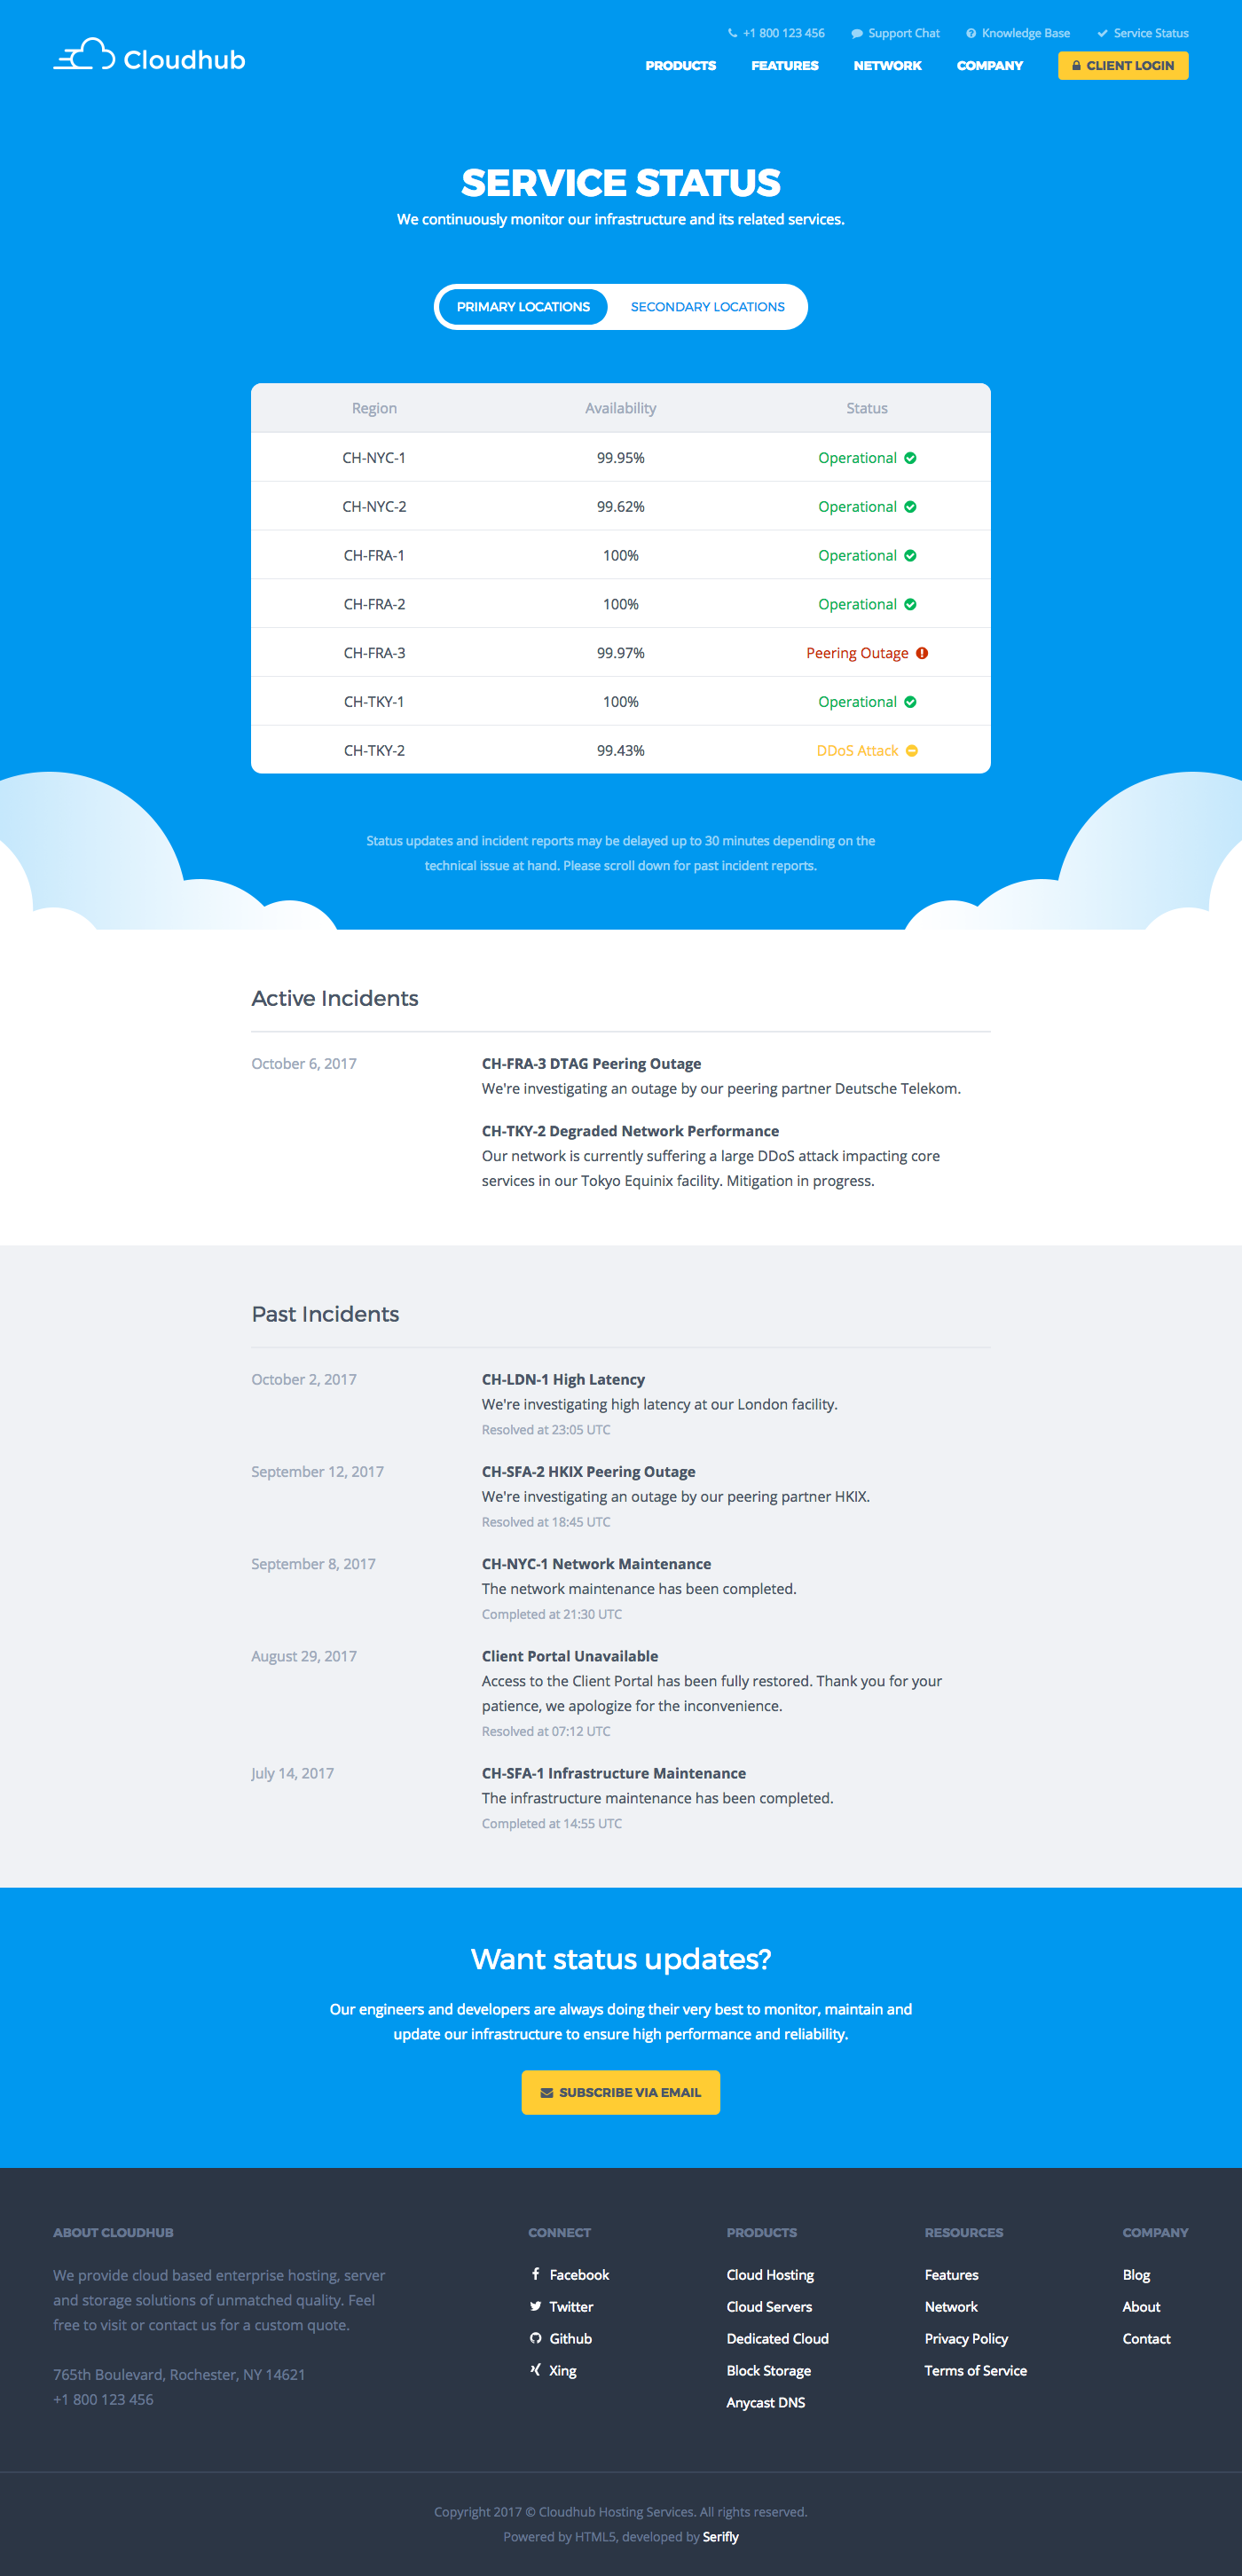 Cloudhub
+1 800 123 456 Support Chat Knowledge Base Service Status
PRODUCTS FEATURES NETWORK COMPANY CLIENT LOGIN
SERVICE STATUS
We continuously monitor our infrastructure and its related services.
PRIMARY LOCATIONS SECONDARY LOCATIONS
Region Availability Status
CH-NYC-1 99.95% Operational
CH-NYC-2 99.62% Operational
CH-FRA-1 100% Operational
CH-FRA-2 100% Operational
CH-FRA-3 99.97% Peering Outage
CH-TKY-1 100% Operational
CH-TKY-2 99.43% DDoS Attack
Status updates and incident reports may be delayed up to 30 minutes depending on the
technical issue at hand. Please scroll down for past incident reports.
Active Incidents
October 6, 2017 CH-FRA-3 DTAG Peering Outage
We're investigating an outage by our peering partner Deutsche Telekom.
CH-TKY-2 Degraded Network Performance
Our network is currently suffering a large DDoS attack impacting core
services in our Tokyo Equinix facility. Mitigation in progress.
Past Incidents
October 2, 2017 CH-LDN-1 High Latency
We're investigating high latency at our London facility.
Resolved at 23:05 UTC
September 12, 2017 CH-SFA-2 HKIX Peering Outage
We're investigating an outage by our peering partner HKIX.
Resolved at 18:45 UTC
September 8, 2017 CH-NYC-1 Network Maintenance
The network maintenance has been completed.
Completed at 21:30 UTC
August 29, 2017 Client Portal Unavailable
Access to the Client Portal has been fully restored. Thank you for your
patience, we apologize for the inconvenience.
Resolved at 07:12 UTC
July 14, 2017 CH-SFA-1 Infrastructure Maintenance
The infrastructure maintenance has been completed.
Completed at 14:55 UTC
Want status updates?
Our engineers and developers are always doing their very best to monitor, maintain and
update our infrastructure to ensure high performance and reliability.
SUBSCRIBE VIA EMAIL
ABOUT CLOUDHUB
We provide cloud based enterprise hosting, server
and storage solutions of unmatched quality. Feel
free to visit or contact us for a custom quote.
765th Boulevard, Rochester, NY 14621
+1 800 123 456
CONNECT
Facebook
Twitter
Github
Xing
PRODUCTS
Cloud Hosting
Cloud Servers
Dedicated Cloud
Block Storage
Anycast DNS
RESOURCES
Features
Network
Privacy Policy
Terms of Service
COMPANY
Blog
About
Contact
Copyright 2017 © Cloudhub Hosting Services. All rights reserved.
Powered by HTML5, developed by Serifly